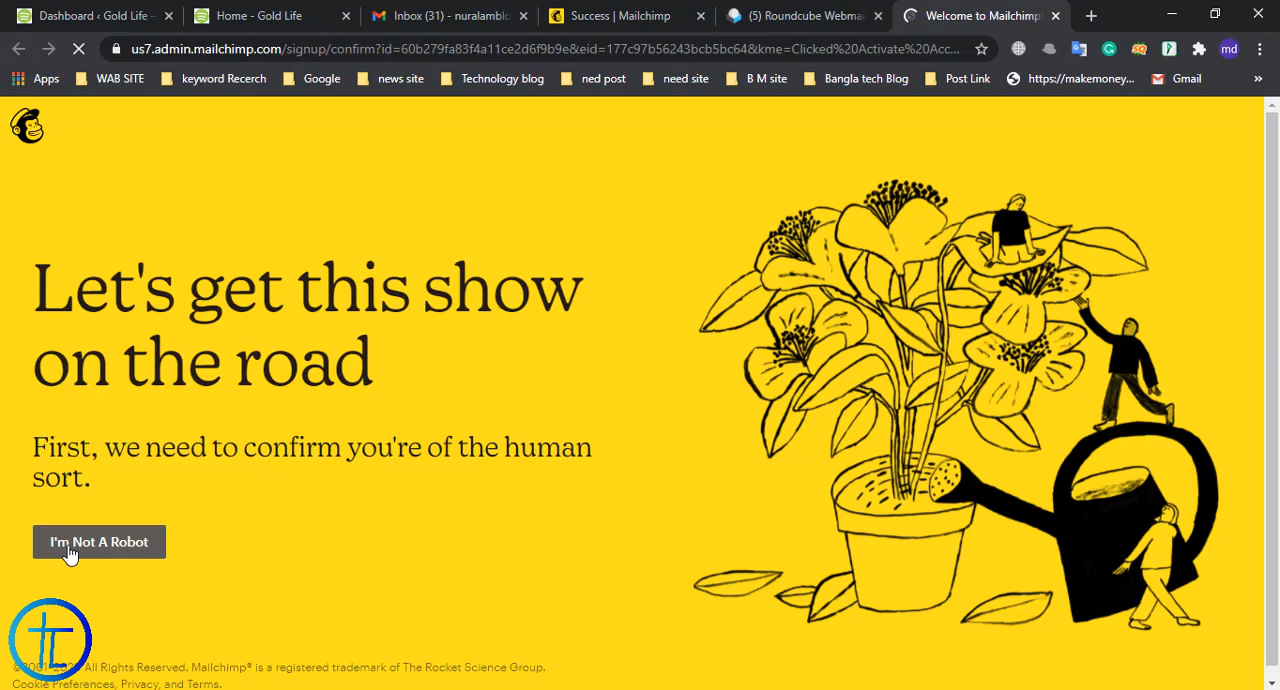 Dashboard ‹ Gold Life –
Home - Gold Life
Inbox (31) - nuralamblo
Success | Mailchimp
(5) Roundcube Webmai
Welcome to Mailchimp
us7.admin.mailchimp.com/signup/confirm?id=60b279fa83f4a11ce2d6f9b9e&eid=177c97b56243bcb5bc64&kme=Clicked%20Activate%20Acc...
md
Apps
WAB SITE
keyword Recerch
Google
news site
Technology blog
ned post
need site
B M site
Bangla tech Blog
Post Link
https://makemoney...
Gmail
»
Let's get this show
on the road
First, we need to confirm you're of the human
sort.
I'm Not A Robot
All Rights Reserved. Mailchimp® is a registered trademark of The Rocket Science Group.
Cookie Preferences, Privacy, and Terms.